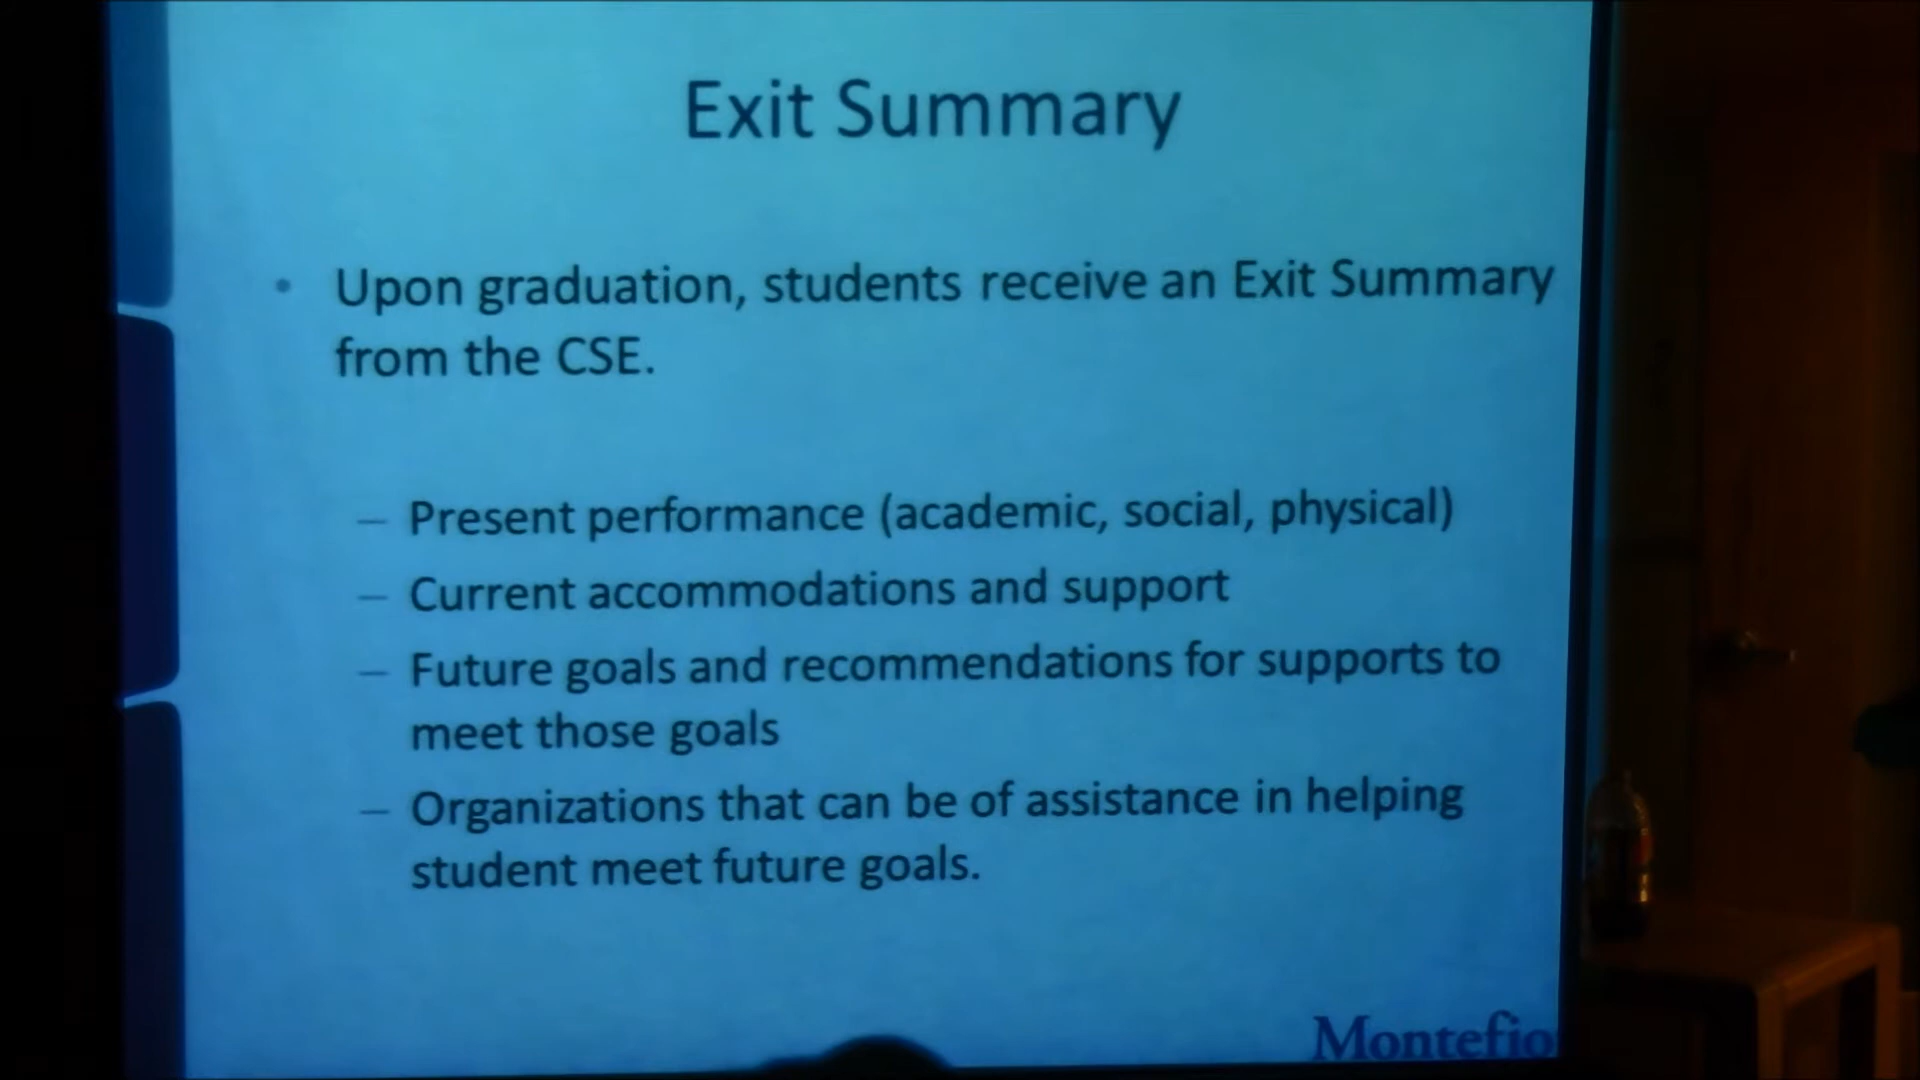 Exit Summary
• Upon graduation, students receive an Exit Summary
from the CSE.
– Present performance (academic, social, physical)
– Current accommodations and support
– Future goals and recommendations for supports to
meet those goals
– Organizations that can be of assistance in helping
student meet future goals.
Montefio